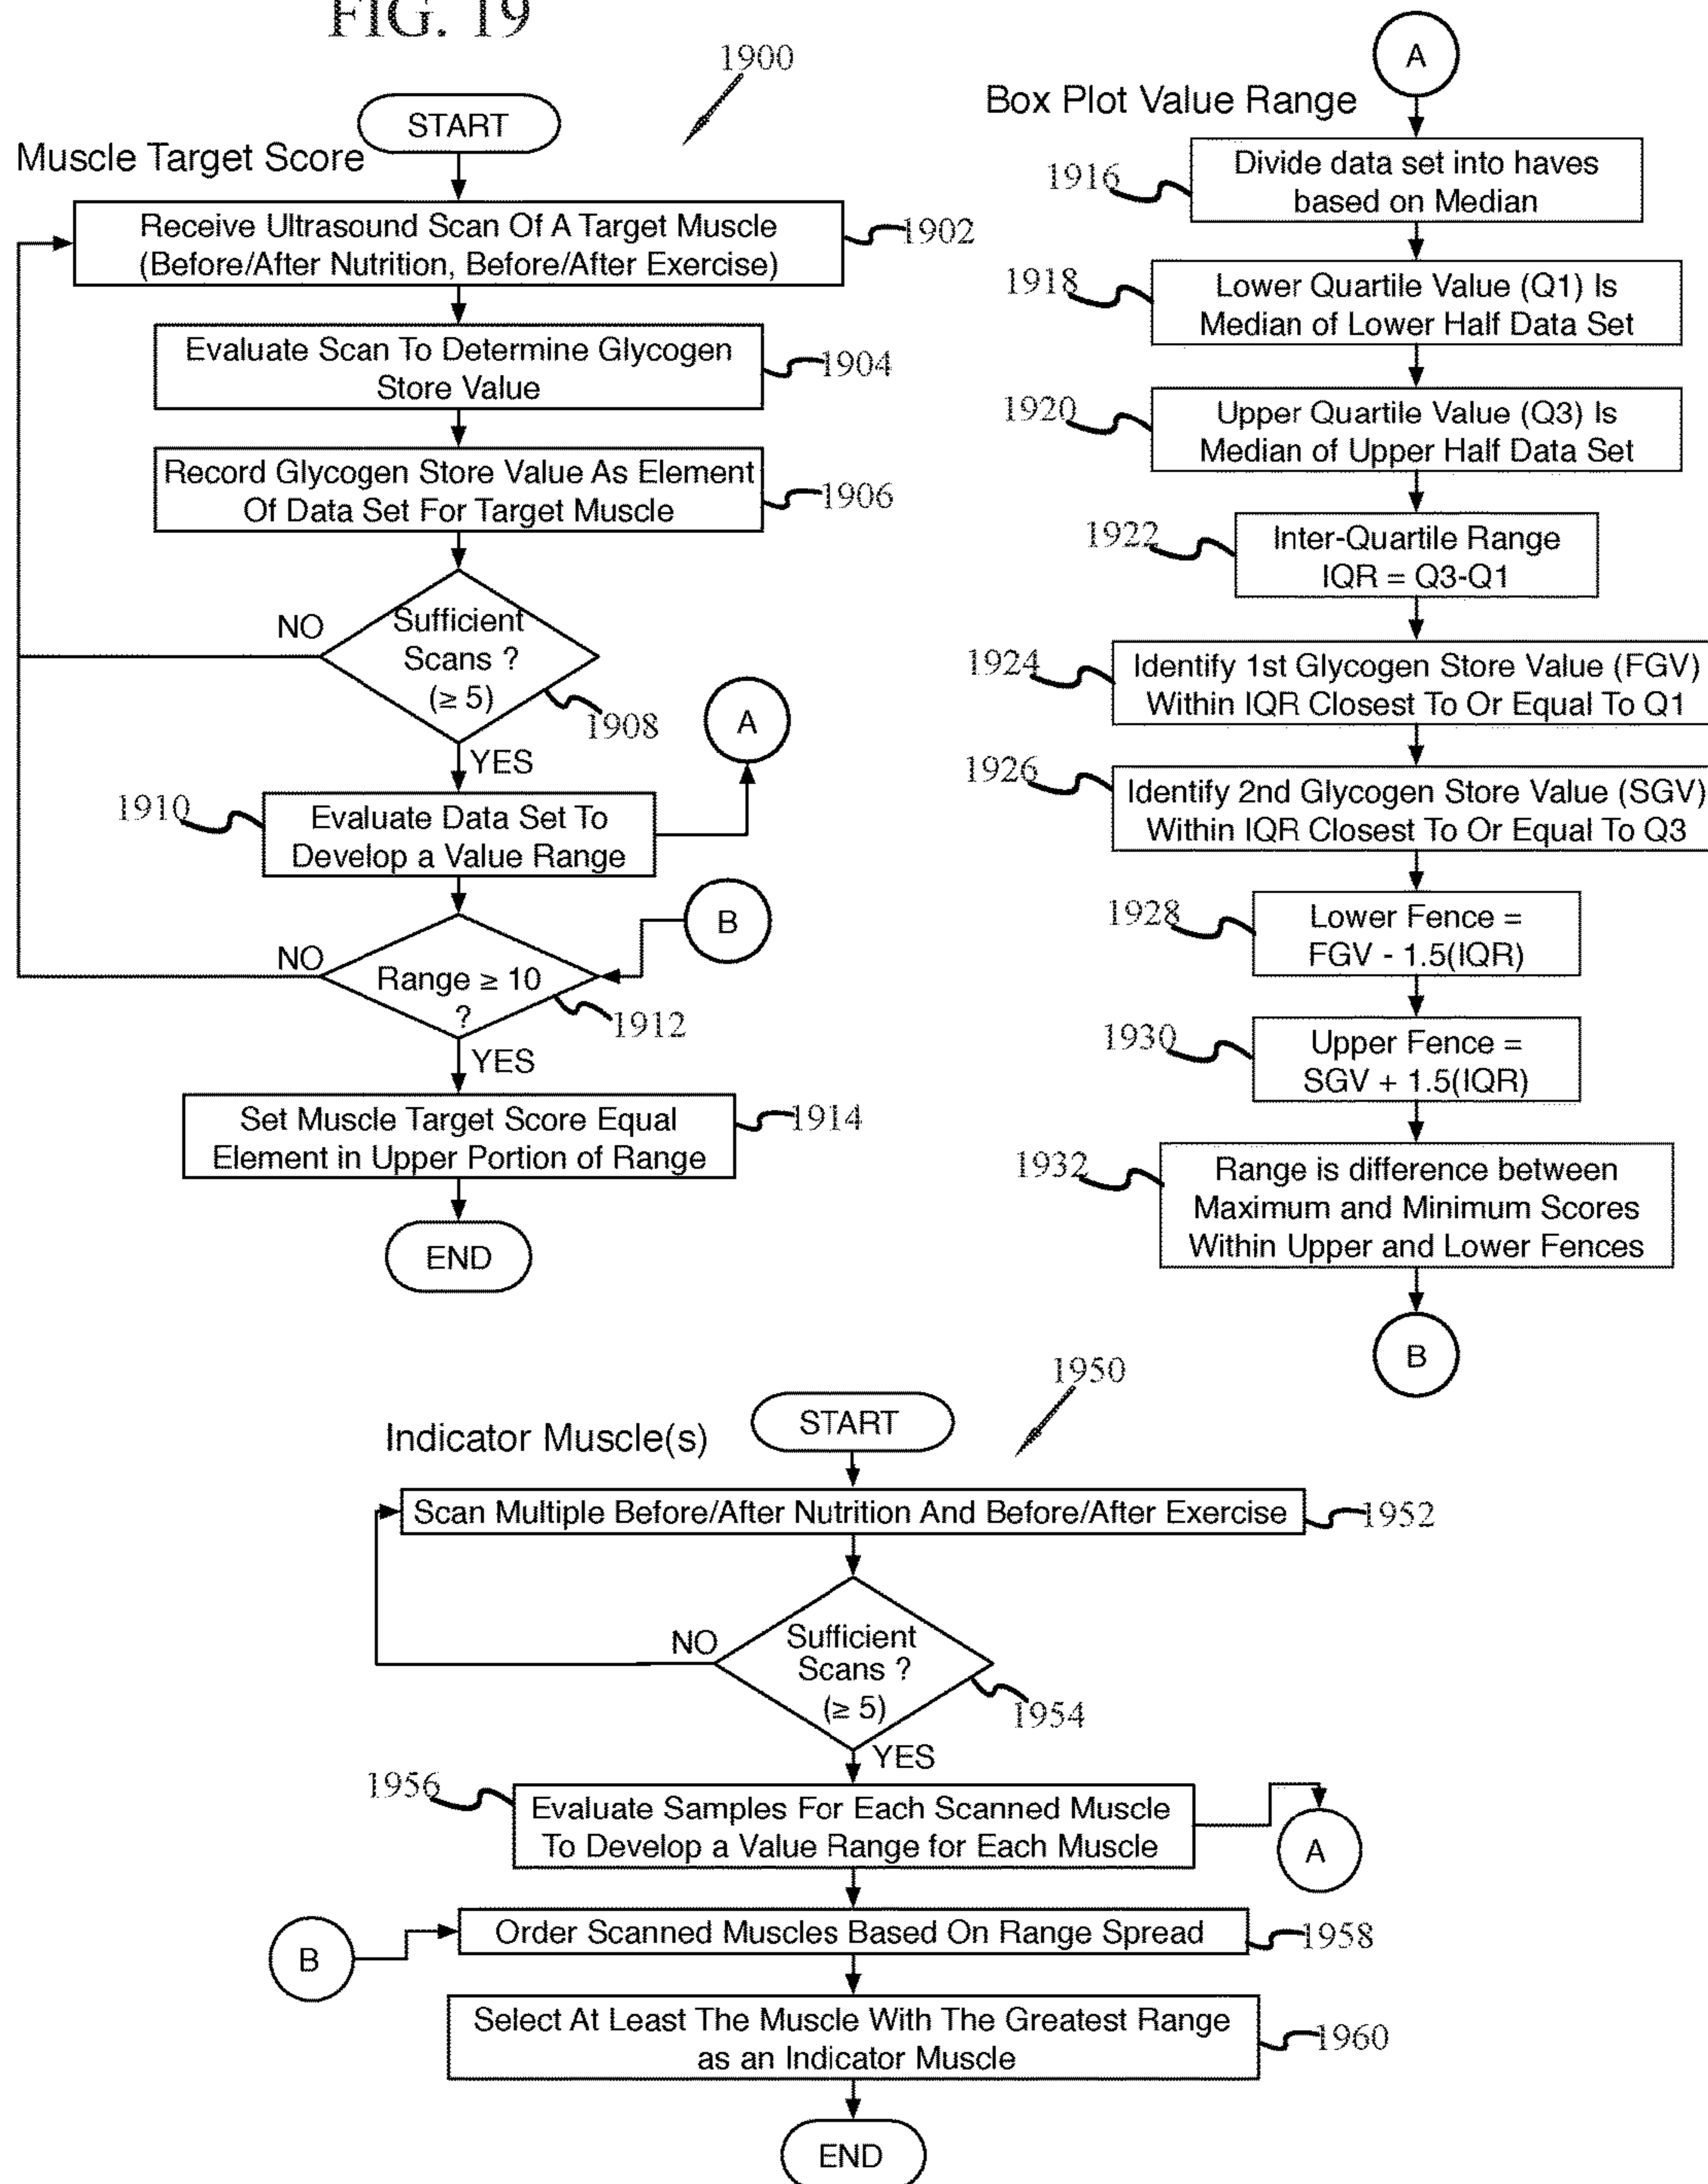 FIG. 19
1900
START
Muscle Target Score
Receive Ultrasound Scan Of A Target Muscle
(Before/After Nutrition, Before/After Exercise)
1902
Evaluate Scan To Determine Glycogen
Store Value
1904
Record Glycogen Store Value As Element
Of Data Set For Target Muscle
1906
NO
Sufficient
Scans ?
(≥ 5)
1908
YES
A
1910
Evaluate Data Set To
Develop a Value Range
B
NO
Range ≥ 10
?
1912
YES
Set Muscle Target Score Equal
Element in Upper Portion of Range
1914
END
A
Box Plot Value Range
1916
Divide data set into haves
based on Median
1918
Lower Quartile Value (Q1) Is
Median of Lower Half Data Set
1920
Upper Quartile Value (Q3) Is
Median of Upper Half Data Set
1922
Inter-Quartile Range
IQR = Q3-Q1
1924
Identify 1st Glycogen Store Value (FGV)
Within IQR Closest To Or Equal To Q1
1926
Identify 2nd Glycogen Store Value (SGV)
Within IQR Closest To Or Equal To Q3
1928
Lower Fence =
FGV - 1.5(IQR)
1930
Upper Fence =
SGV + 1.5(IQR)
1932
Range is difference between
Maximum and Minimum Scores
Within Upper and Lower Fences
B
1950
START
Indicator Muscle(s)
Scan Multiple Before/After Nutrition And Before/After Exercise
1952
NO
Sufficient
Scans ?
(≥ 5)
1954
YES
1956
Evaluate Samples For Each Scanned Muscle
To Develop a Value Range for Each Muscle
A
B
Order Scanned Muscles Based On Range Spread
1958
Select At Least The Muscle With The Greatest Range
as an Indicator Muscle
1960
END